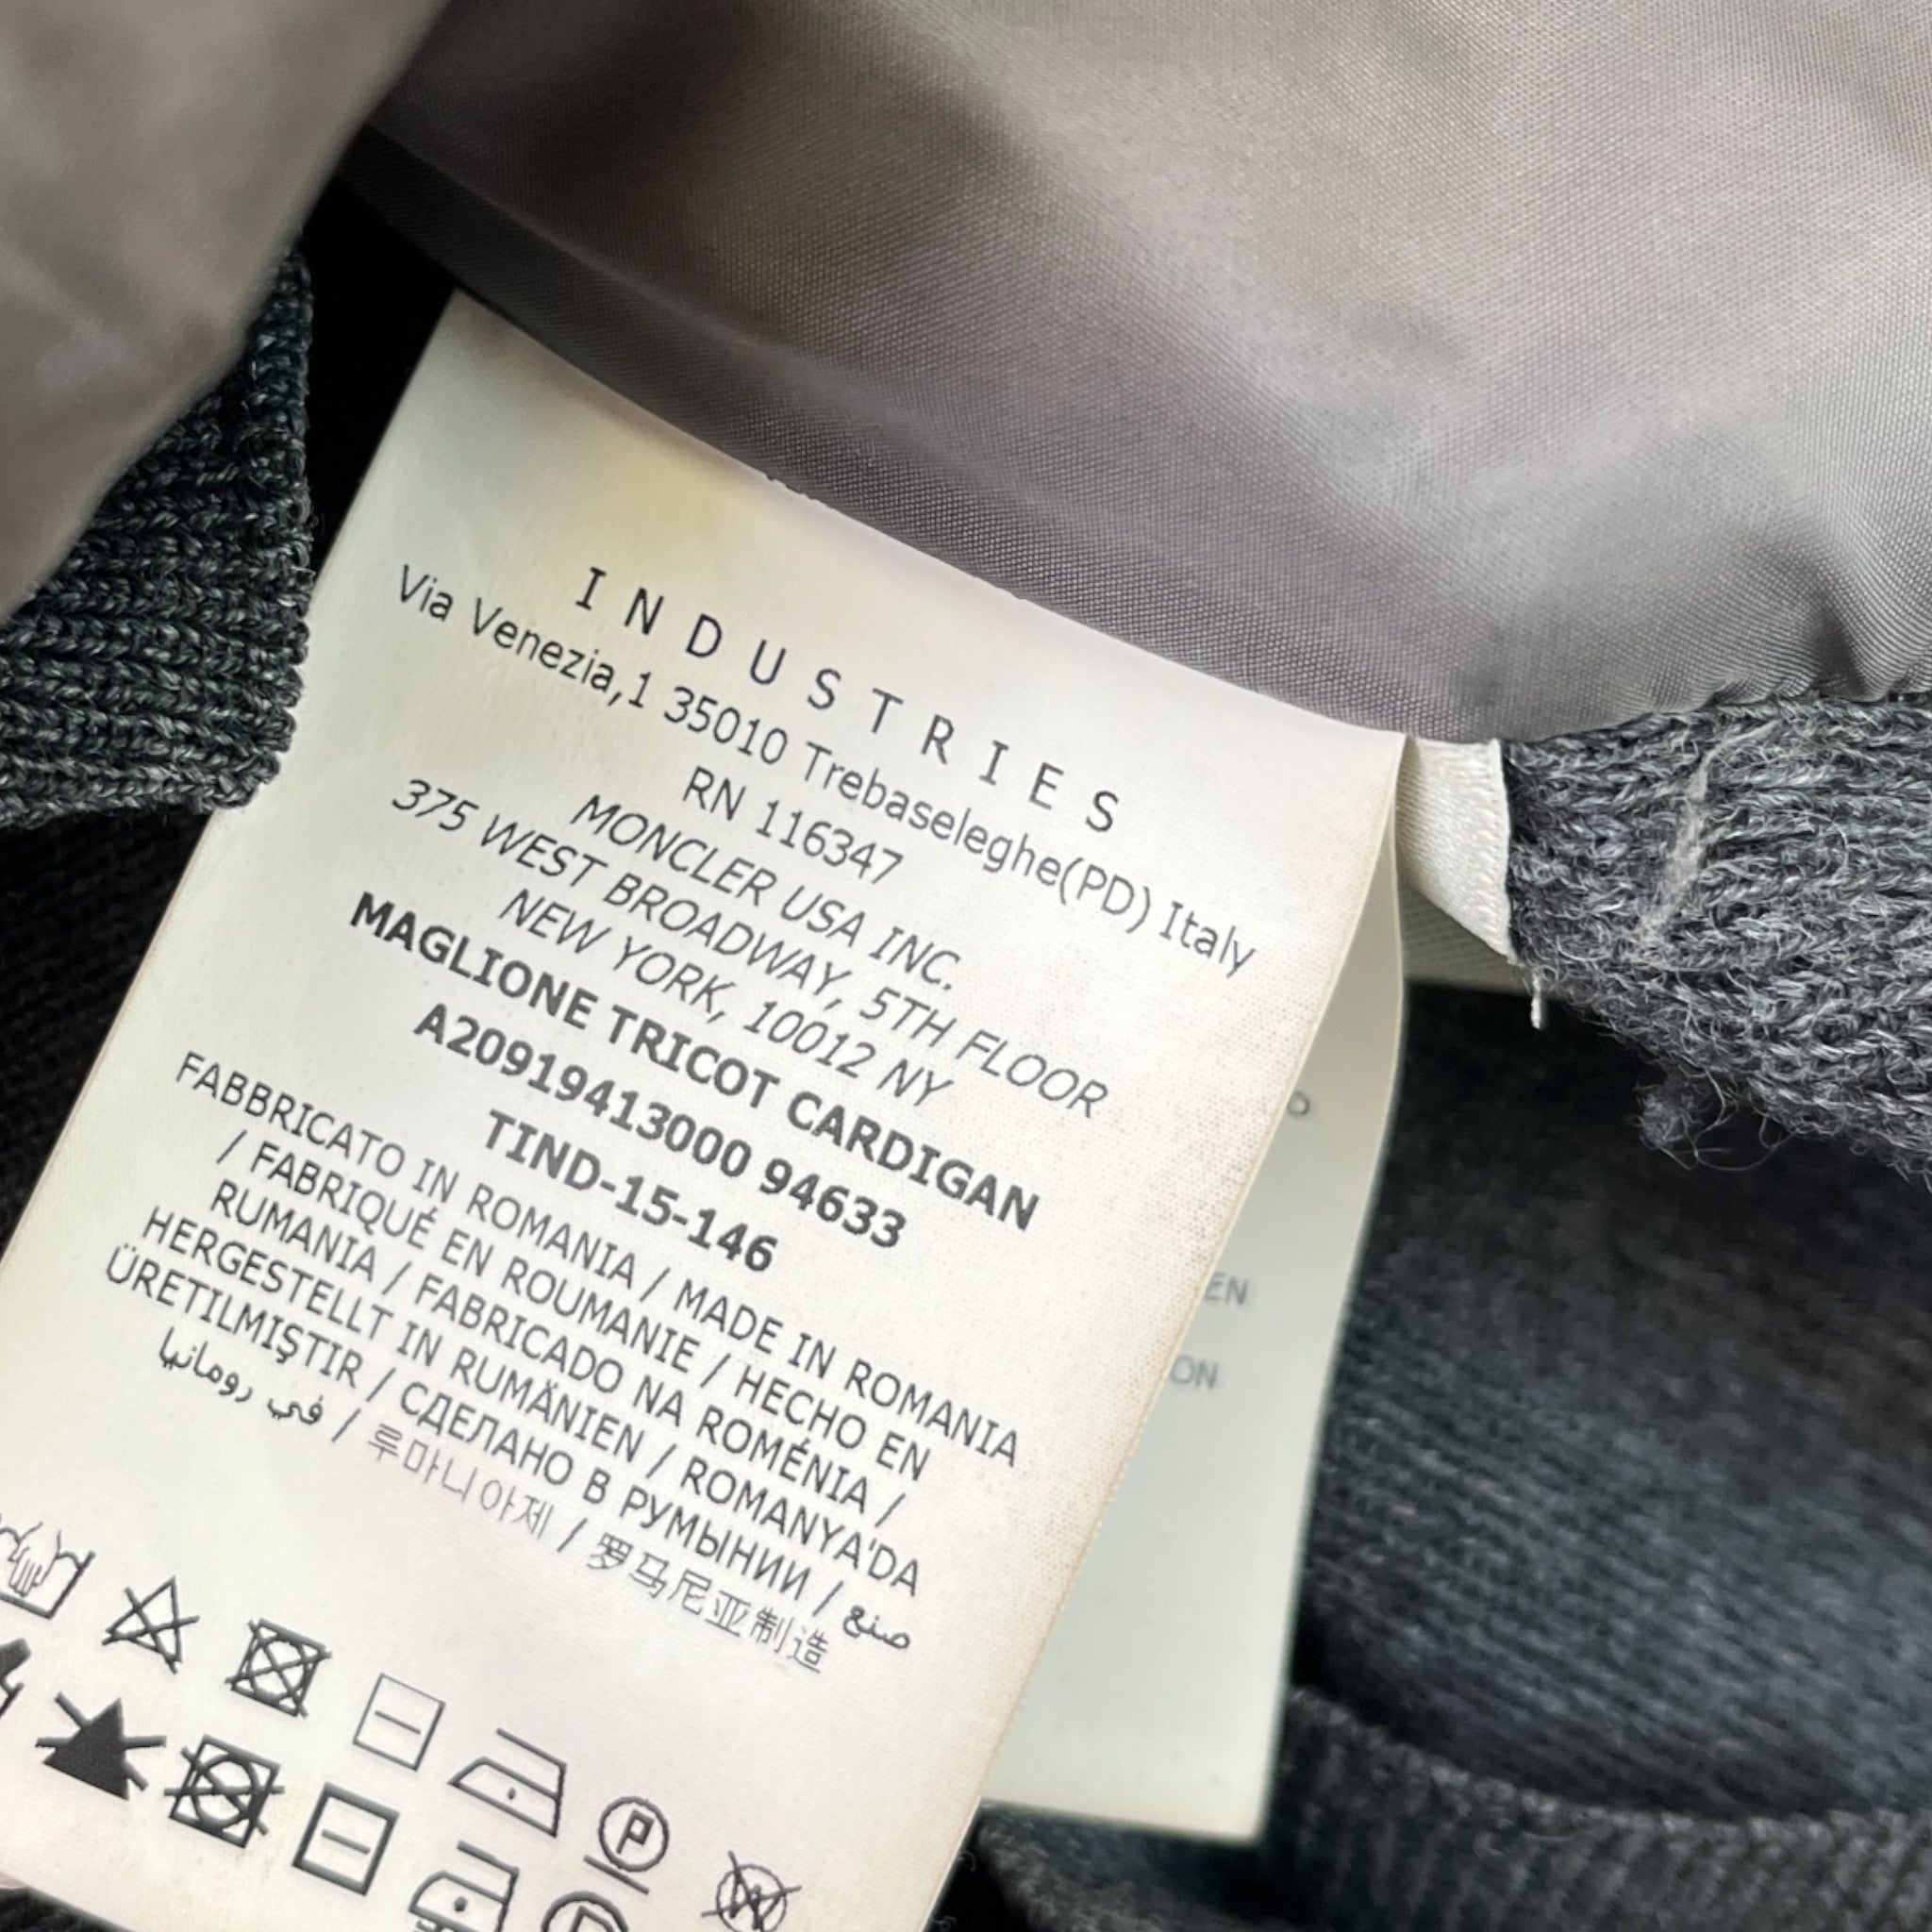 INDUSTRIES
Via Venezia,1 35010 Trebaseleghe(PD) Italy
RN 116347
MONCLER USA INC.
375 WEST BROADWAY, 5TH FLOOR
NEW YORK, 10012 NY
MAGLIONE TRICOT CARDIGAN
A20919413000 94633
TIND-15-146
FABBRICATO IN ROMANIA / MADE IN ROMANIA
/ FABRIQUÉ EN ROUMANIE / HECHO EN
RUMANIA / FABRICADO NA ROMÉNIA /
HERGESTELLT IN RUMÄNIEN / ROMANYA'DA
ÜRETILMIŞTIR / СДЕЛАНО В РУМЫНИИ / صنع
في رومانيا / 루마니아제 / 罗马尼亚制造
P
W